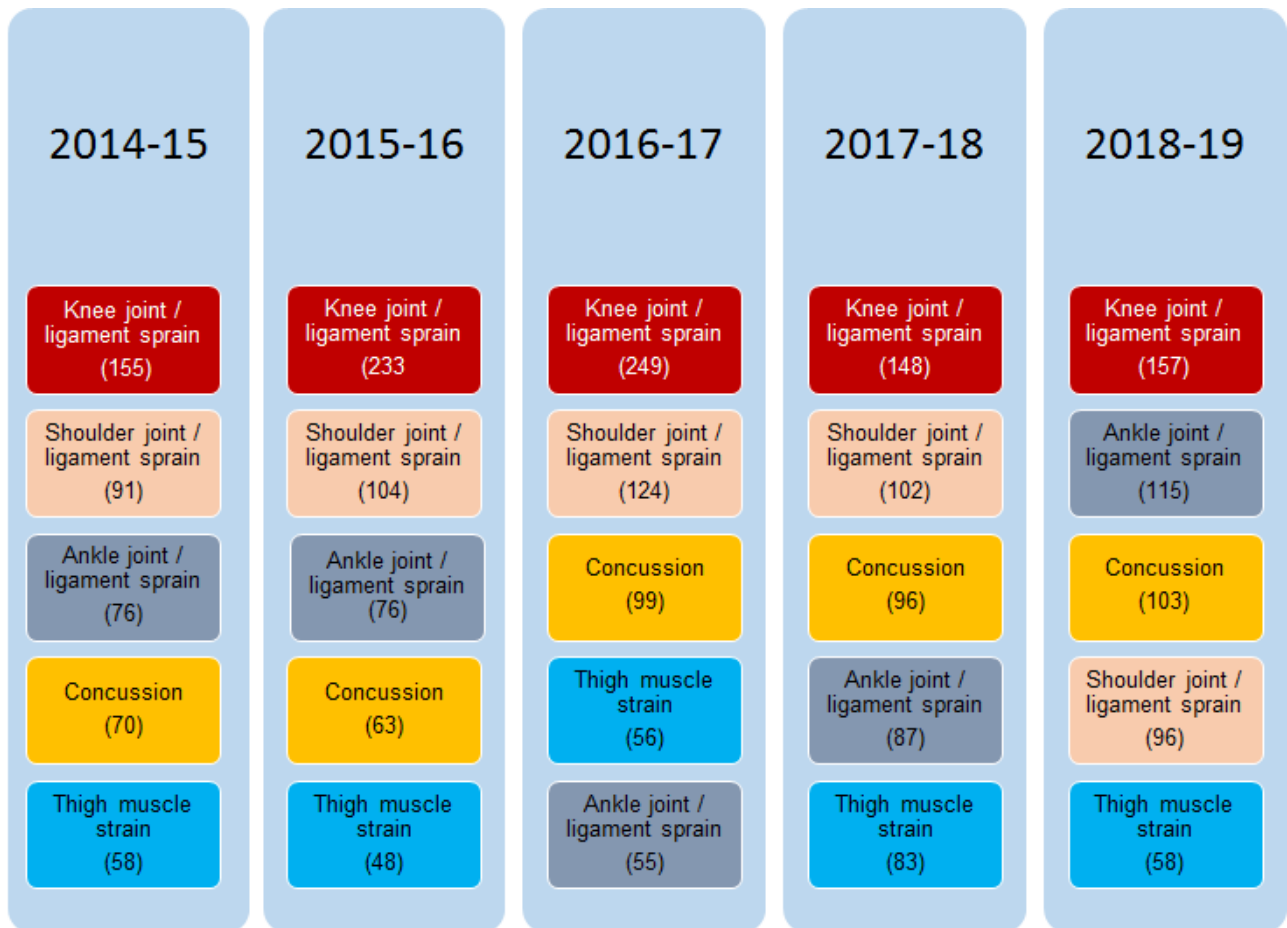 2014-15
Knee joint /
ligament sprain
(155)
Shoulder joint /
ligament sprain
(91)
Ankle joint /
ligament sprain
(76)
Concussion
(70)
Thigh muscle
strain
(58)
2015-16
Knee joint /
ligament sprain
(233
Shoulder joint /
ligament sprain
(104)
Ankle joint /
ligament sprain
(76)
Concussion
(63)
Thigh muscle
strain
(48)
2016-17
Knee joint /
ligament sprain
(249)
Shoulder joint /
ligament sprain
(124)
Concussion
(99)
Thigh muscle
strain
(56)
Ankle joint /
ligament sprain
(55)
2017-18
Knee joint /
ligament sprain
(148)
Shoulder joint /
ligament sprain
(102)
Concussion
(96)
Ankle joint /
ligament sprain
(87)
Thigh muscle
strain
(83)
2018-19
Knee joint /
ligament sprain
(157)
Ankle joint /
ligament sprain
(115)
Concussion
(103)
Shoulder joint /
ligament sprain
(96)
Thigh muscle
strain
(58)